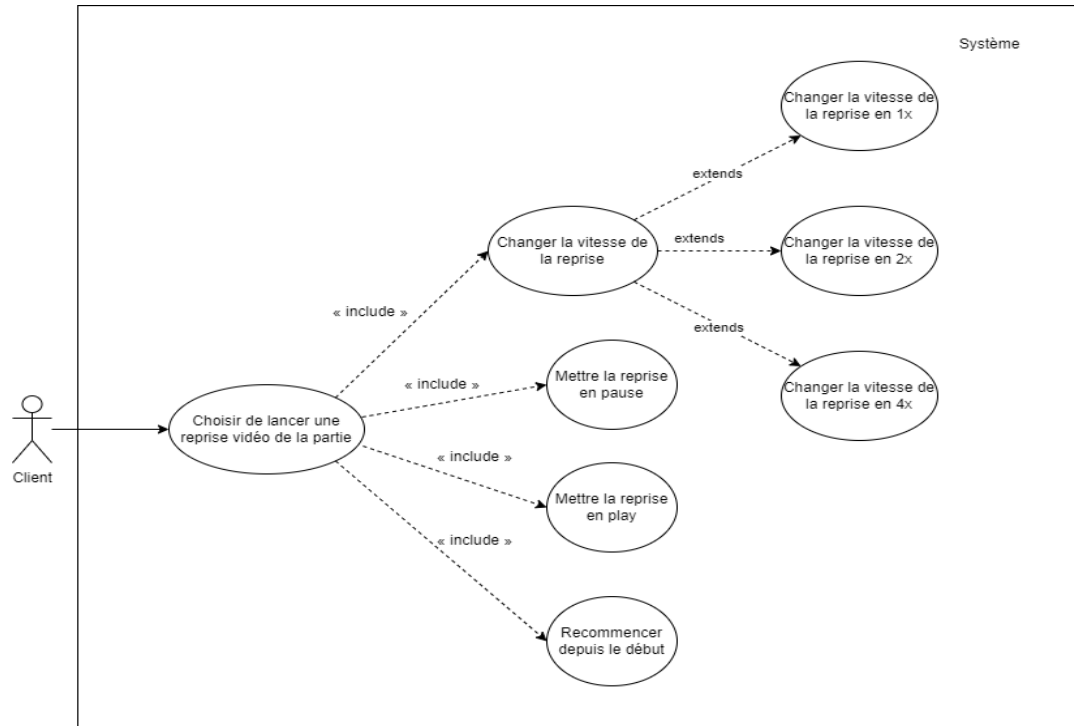 Système
Changer la vitesse de
la reprise en 1x
extends
Changer la vitesse de
la reprise
extends
Changer la vitesse de
la reprise en 2x
« include »
extends
Changer la vitesse de
la reprise en 4x
« include »
Mettre la reprise
en pause
Choisir de lancer une
reprise vidéo de la partie
Client
« include »
Mettre la reprise
en play
« include »
Recommencer
depuis le début